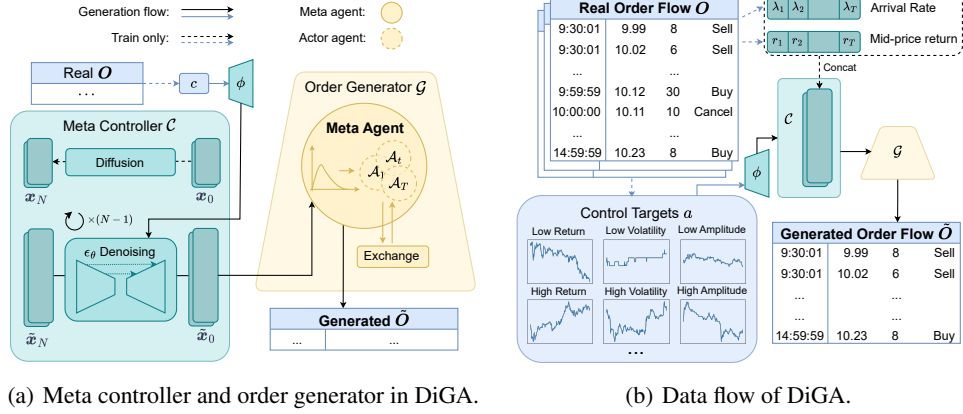 Generation flow:
Train only:
Meta agent:
Actor agent:
Real O
...
c
ϕ
Meta Controller C
Diffusion
x_N
x_0
×(N − 1)
ϵ_θ Denoising
x̃_N
x̃_0
Order Generator G
Meta Agent
A_t
A_T
Exchange
Generated Õ
... ...
(a) Meta controller and order generator in DiGA.
Real Order Flow O
9:30:01 9.99 8 Sell
9:30:01 10.02 6 Sell
... ...
9:59:59 10.12 30 Buy
10:00:00 10.11 10 Cancel
... ...
14:59:59 10.23 8 Buy
λ_1 λ_2 λ_T Arrival Rate
r_1 r_2 r_T Mid-price return
Concat
C
ϕ
G
Control Targets a
Low Return Low Volatility Low Amplitude
High Return High Volatility High Amplitude
...
Generated Order Flow Õ
9:30:01 9.99 8 Sell
9:30:01 10.02 6 Sell
... ...
... ...
14:59:59 10.23 8 Buy
(b) Data flow of DiGA.